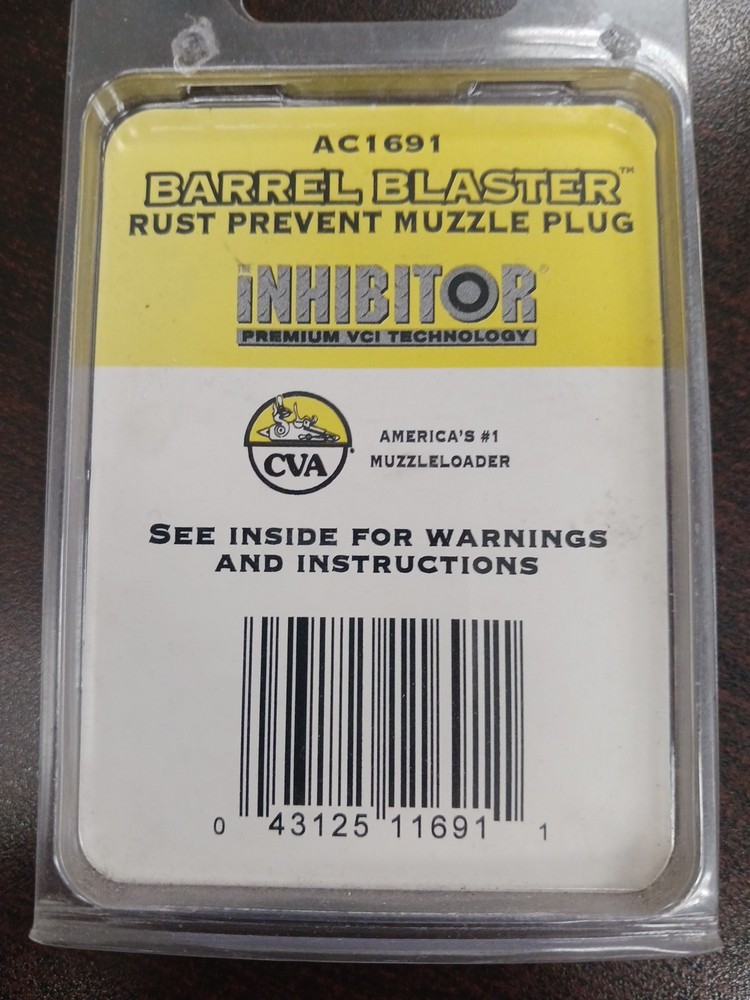 AC1691
BARREL BLASTER™
RUST PREVENT MUZZLE PLUG
THE
INHIBITOR®
PREMIUM VCI TECHNOLOGY
CVA
AMERICA'S #1
MUZZLELOADER
SEE INSIDE FOR WARNINGS
AND INSTRUCTIONS
0 43125 11691 1